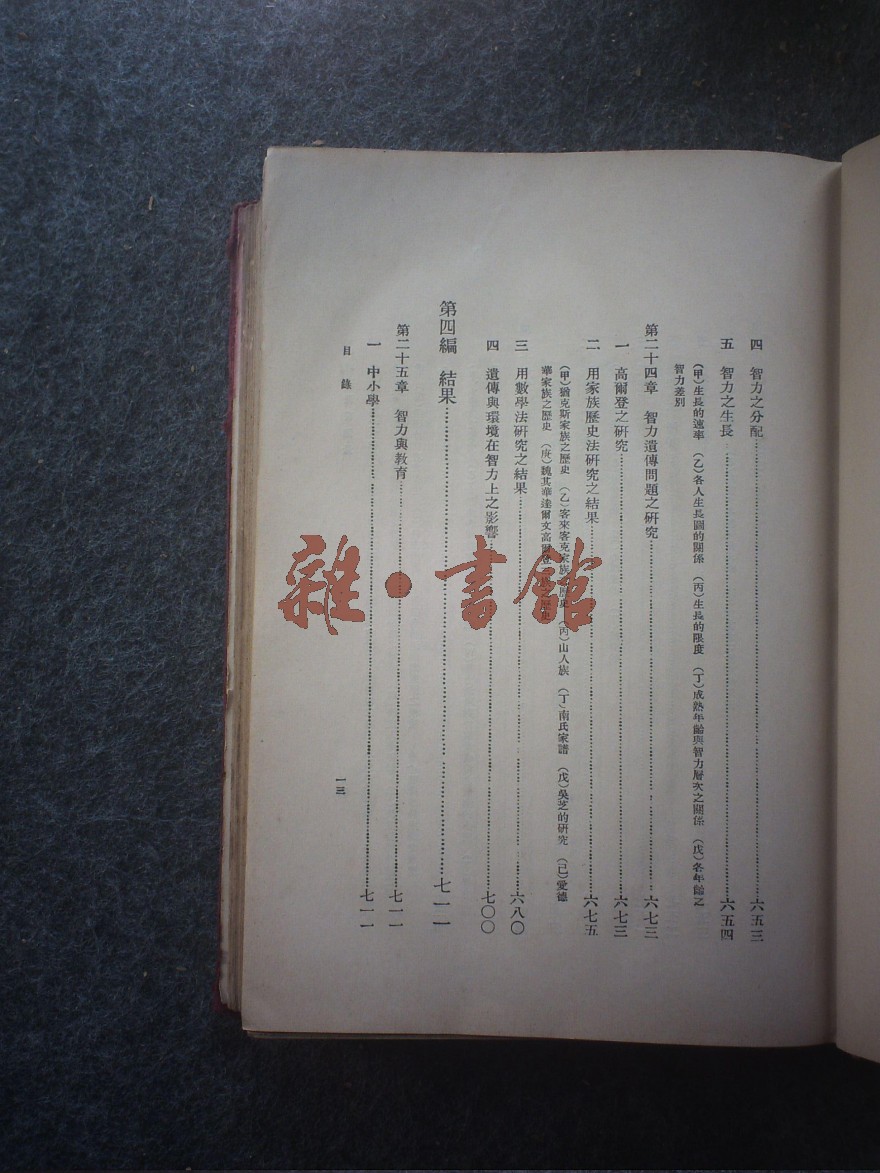 四　智力之分配……六五三
五　智力之生長……六五四
（甲）生長的速率　（乙）各人生長圖的關係　（丙）生長的限度　（丁）成熟年齡與智力層次之關係　（戊）各年齡之
智力差別
第二十四章　智力遺傳問題之研究……六七三
一　高爾登之研究……六七三
二　用家族歷史法研究之結果……六七五
（甲）猶克斯家族之歷史　（乙）客來客克家族之歷史　（丙）山人族　（丁）南氏家譜　（戊）吳芝的研究　（己）愛德
華家族之歷史　（庚）魏其華達爾文高爾登家族之歷史
三　用數學法研究之結果……六八〇
四　遺傳與環境在智力上之影響……七〇〇
第四編　結果……七一一
第二十五章　智力與教育……七一一
一　中小學……七一一
目　錄
一三
雜·書館